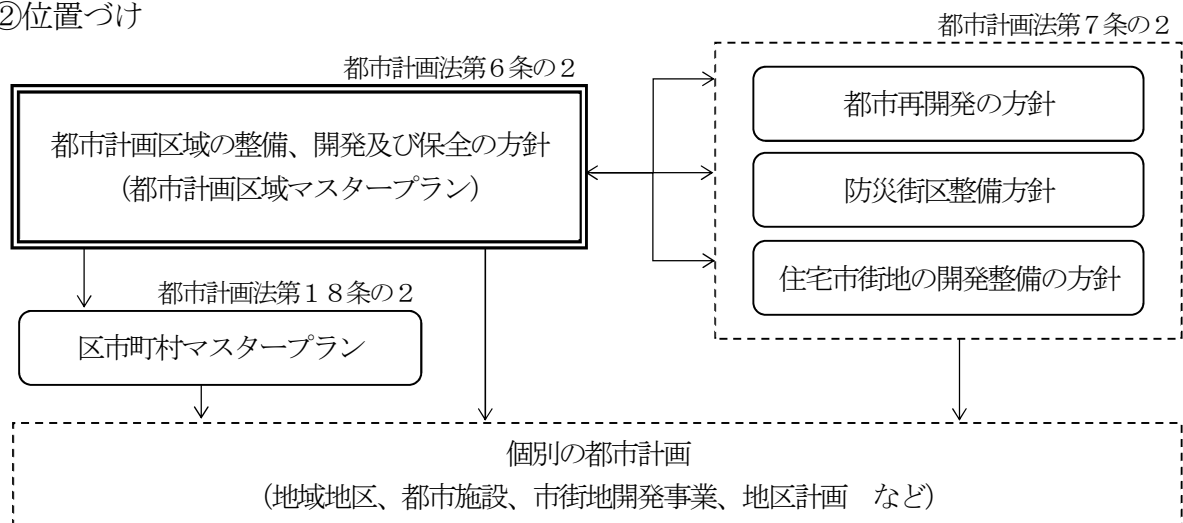 ②位置づけ
都市計画法第７条の２
都市計画法第６条の２
都市計画区域の整備、開発及び保全の方針
（都市計画区域マスタープラン）
都市再開発の方針
防災街区整備方針
住宅市街地の開発整備の方針
都市計画法第１８条の２
区市町村マスタープラン
個別の都市計画
（地域地区、都市施設、市街地開発事業、地区計画　など）